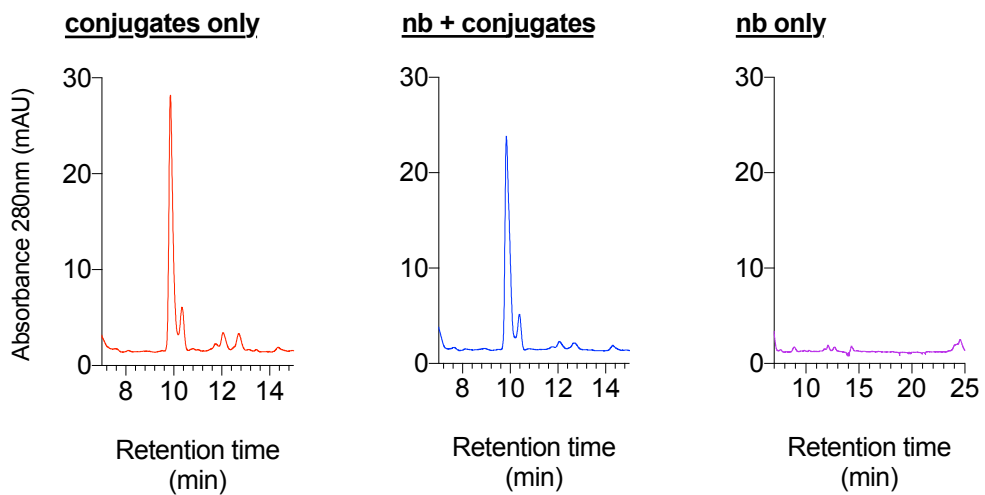 conjugates only
nb + conjugates
nb only
Absorbance 280nm (mAU)
30
20
10
0
8 10 12 14
Retention time
(min)
30
20
10
0
8 10 12 14
Retention time
(min)
30
20
10
0
10 15 20 25
Retention time
(min)